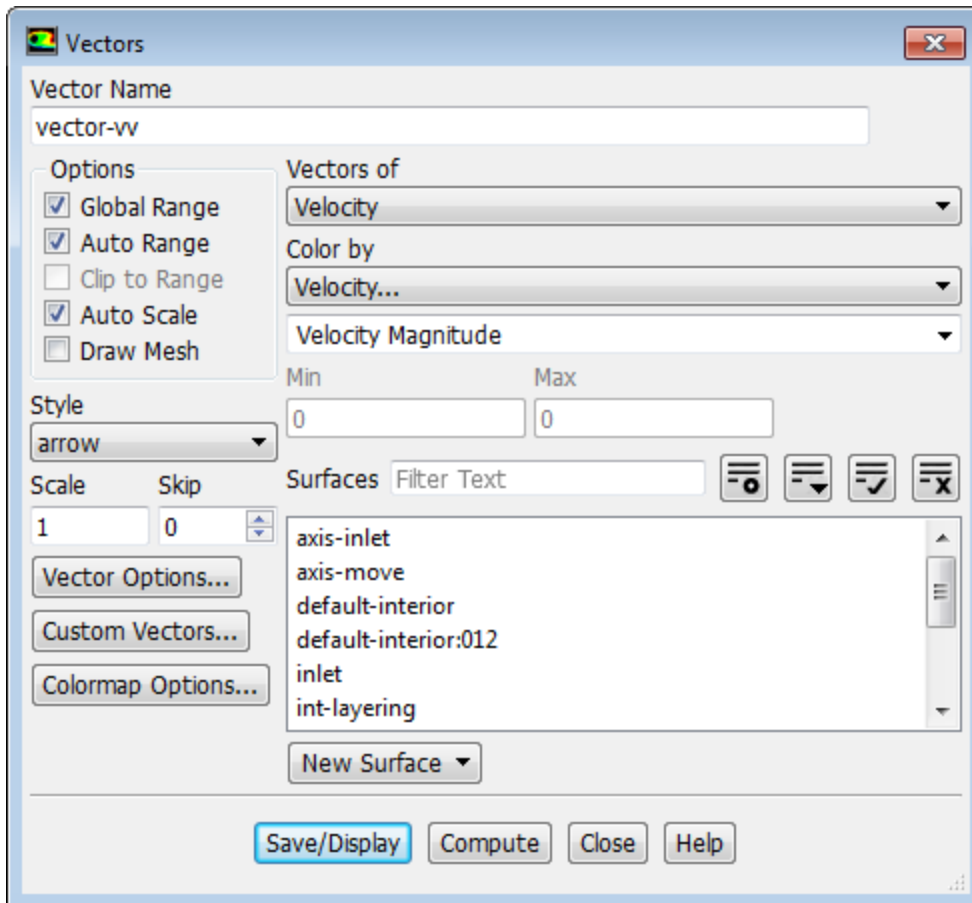 Vectors
Vector Name
vector-vv
Options
Global Range
Auto Range
Clip to Range
Auto Scale
Draw Mesh
Style
arrow
Scale Skip
1 0
Vector Options...
Custom Vectors...
Colormap Options...
Vectors of
Velocity
Color by
Velocity...
Velocity Magnitude
Min Max
0 0
Surfaces Filter Text
axis-inlet
axis-move
default-interior
default-interior:012
inlet
int-layering
New Surface
Save/Display Compute Close Help